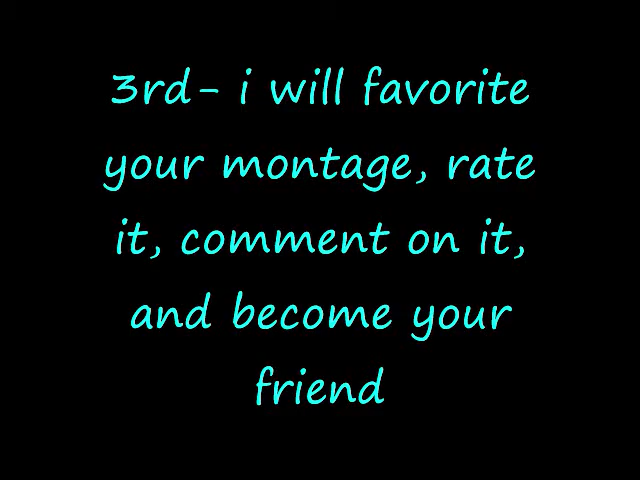 3rd- i will favorite
your montage, rate
it, comment on it,
and become your
friend